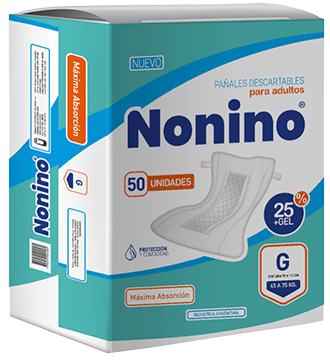 NUEVO
PAÑALES DESCARTABLES
para adultos
Nonino®
50 UNIDADES
25%
+GEL
PROTECCIÓN
Y COMODIDAD
G
45 A 75 KG.
Máxima Absorción
INDUSTRIA ARGENTINA
Máxima Absorción
Nonino
G